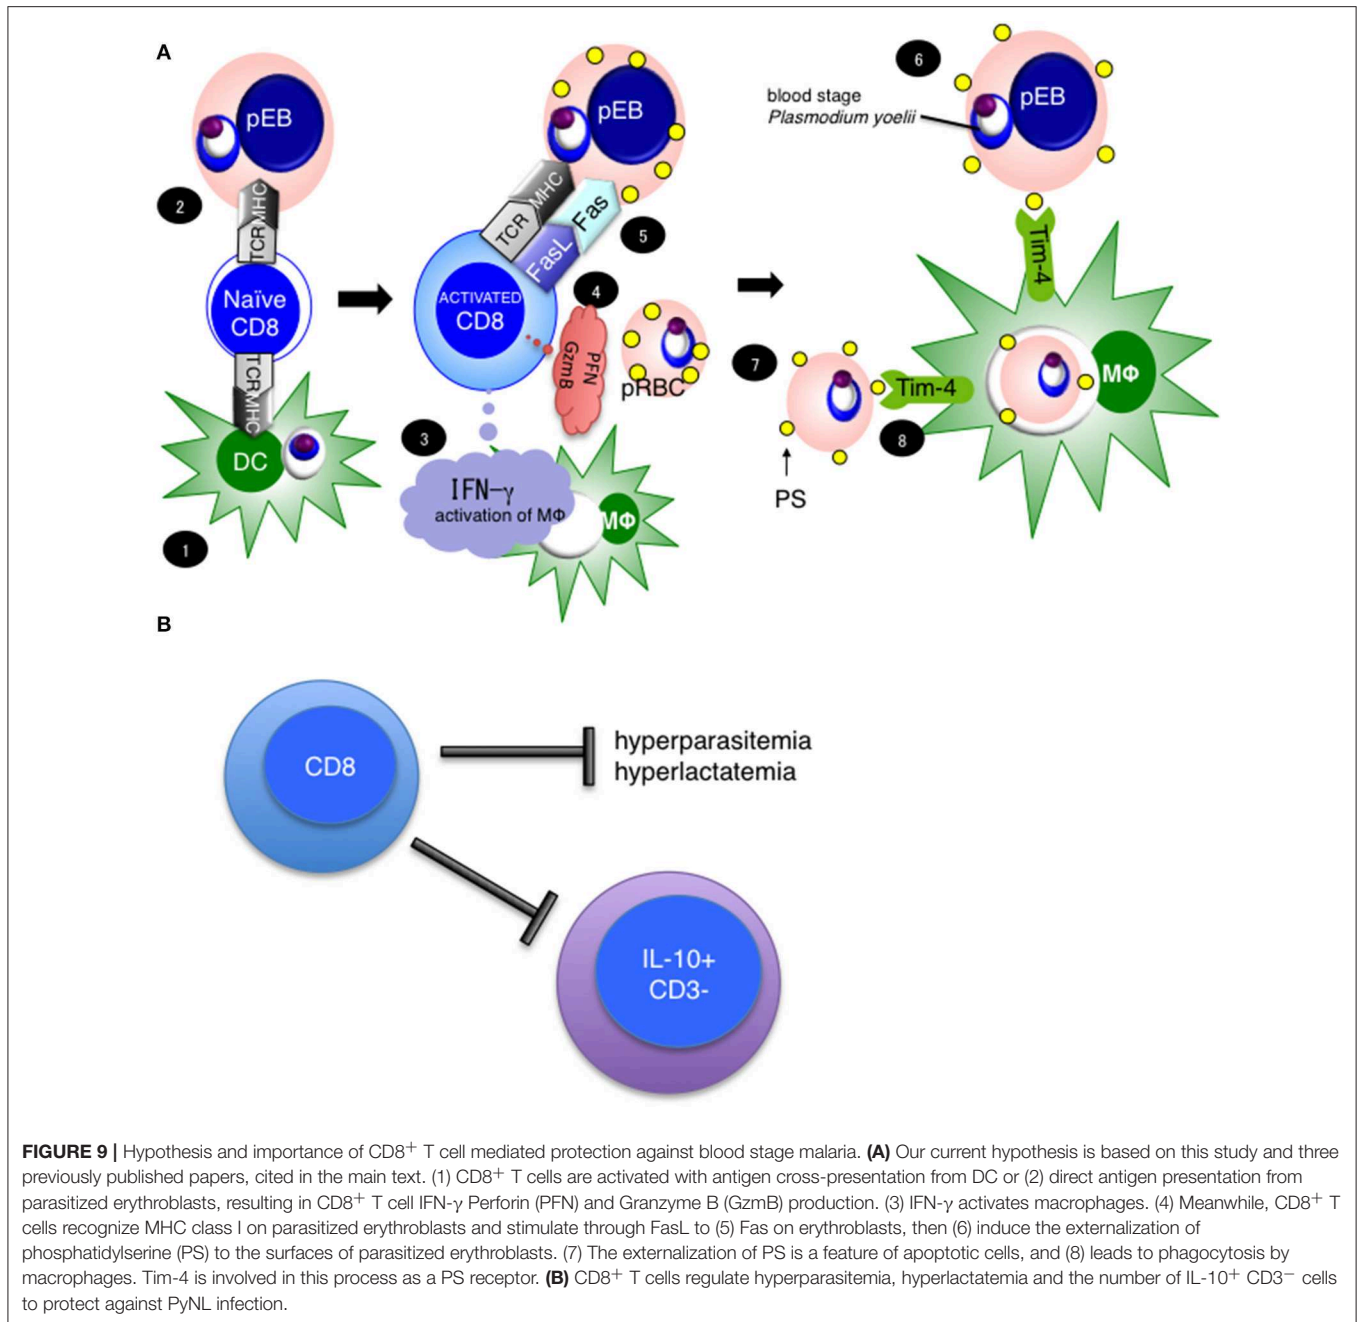 A
pEB
2
MHC
TCR
Naïve
CD8
TCR
MHC
DC
1
pEB
MHC
TCR
Fas
FasL
5
ACTIVATED
CD8
4
PFN
GzmB
pRBC
3
IFN-γ
activation of MΦ
MΦ
6
blood stage
Plasmodium yoelii
pEB
Tim-4
7
Tim-4
8
MΦ
PS
B
CD8
hyperparasitemia
hyperlactatemia
IL-10+
CD3-
FIGURE 9 | Hypothesis and importance of CD8⁺ T cell mediated protection against blood stage malaria. (A) Our current hypothesis is based on this study and three
previously published papers, cited in the main text. (1) CD8⁺ T cells are activated with antigen cross-presentation from DC or (2) direct antigen presentation from
parasitized erythroblasts, resulting in CD8⁺ T cell IFN-γ Perforin (PFN) and Granzyme B (GzmB) production. (3) IFN-γ activates macrophages. (4) Meanwhile, CD8⁺ T
cells recognize MHC class I on parasitized erythroblasts and stimulate through FasL to (5) Fas on erythroblasts, then (6) induce the externalization of
phosphatidylserine (PS) to the surfaces of parasitized erythroblasts. (7) The externalization of PS is a feature of apoptotic cells, and (8) leads to phagocytosis by
macrophages. Tim-4 is involved in this process as a PS receptor. (B) CD8⁺ T cells regulate hyperparasitemia, hyperlactatemia and the number of IL-10⁺ CD3⁻ cells
to protect against PyNL infection.